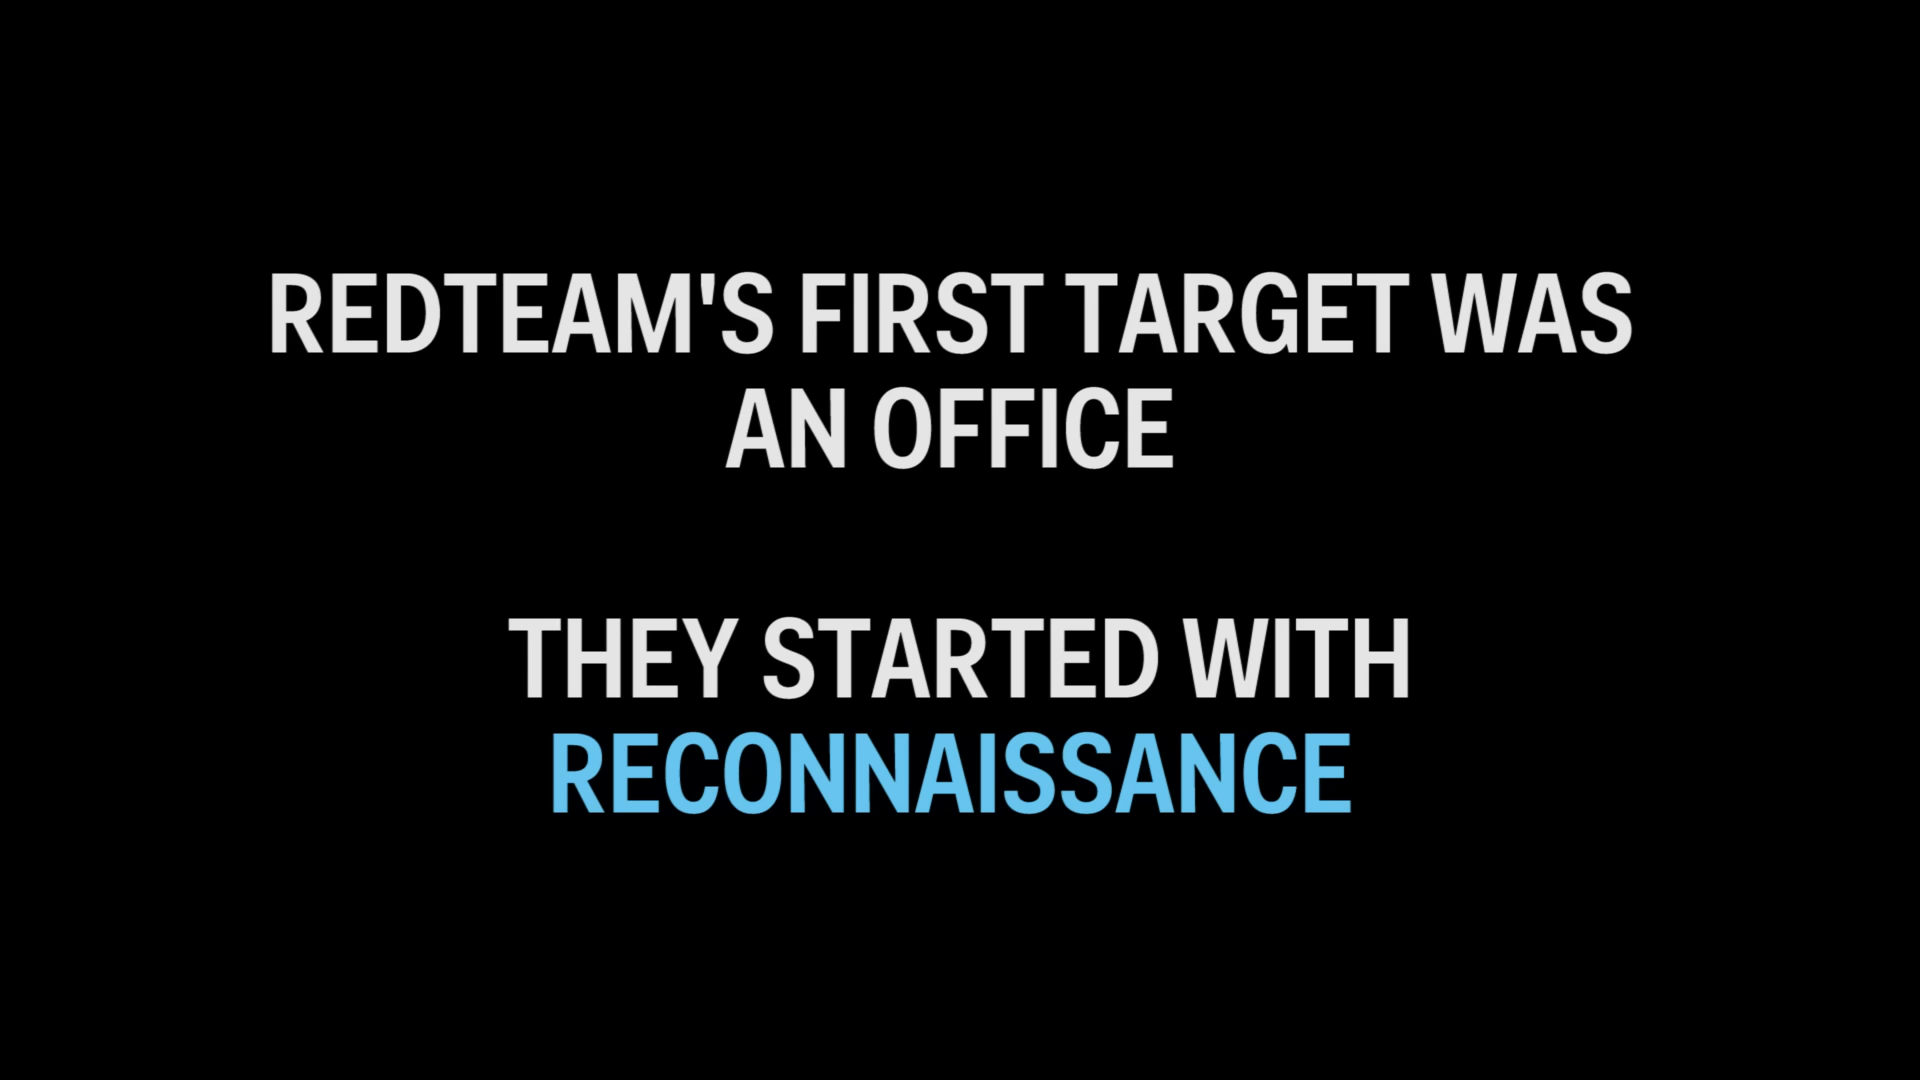 REDTEAM'S FIRST TARGET WAS
AN OFFICE
THEY STARTED WITH
RECONNAISSANCE